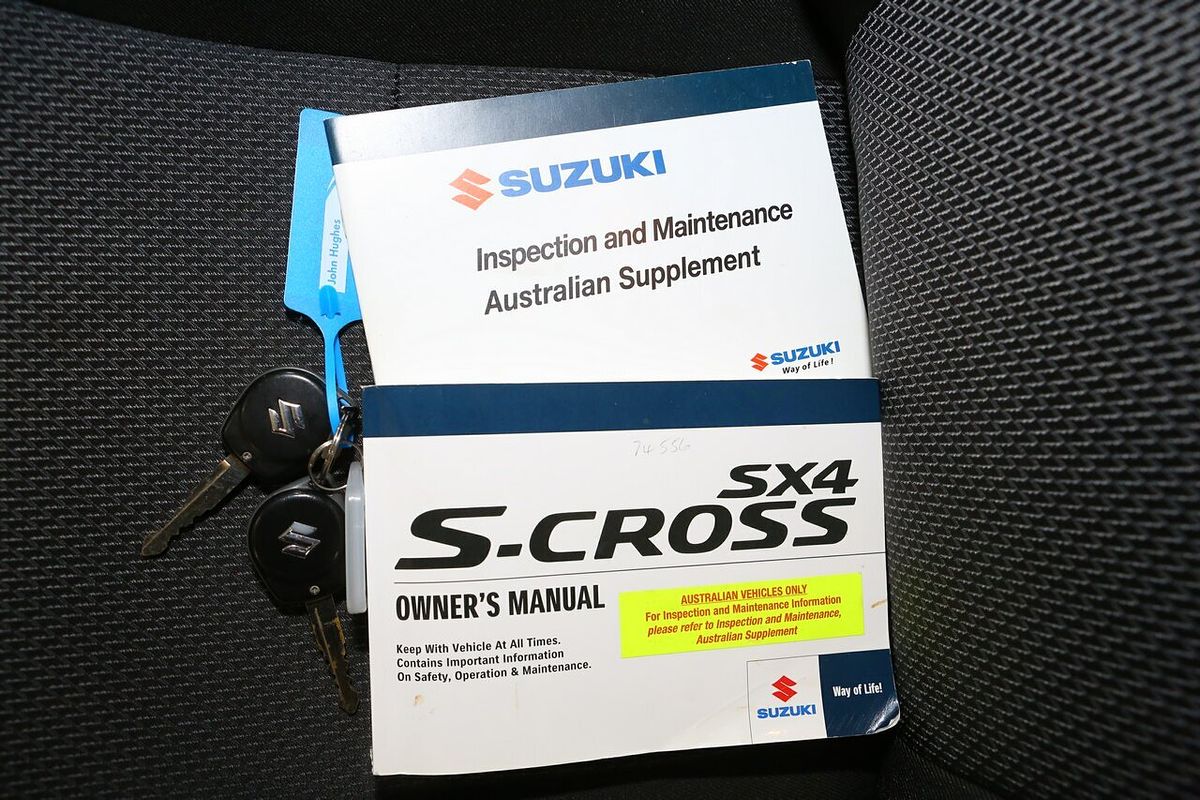 SUZUKI
Inspection and Maintenance
Australian Supplement
SUZUKI
Way of Life!
John Hughes
74 556
SX4
S-CROSS
OWNER'S MANUAL
Keep With Vehicle At All Times.
Contains Important Information
On Safety, Operation & Maintenance.
AUSTRALIAN VEHICLES ONLY
For Inspection and Maintenance Information
please refer to Inspection and Maintenance,
Australian Supplement
SUZUKI
Way of Life!